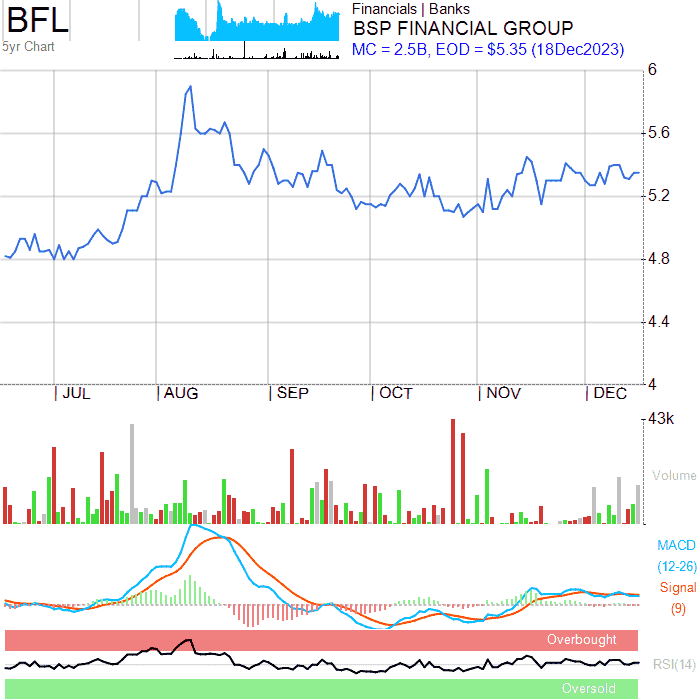 BFL
5yr Chart
Financials | Banks
BSP FINANCIAL GROUP
MC = 2.5B, EOD = $5.35 (18Dec2023)
6
5.6
5.2
4.8
4.4
4
JUL AUG SEP OCT NOV DEC
43k
Volume
MACD
(12-26)
Signal
(9)
Overbought
RSI(14)
Oversold